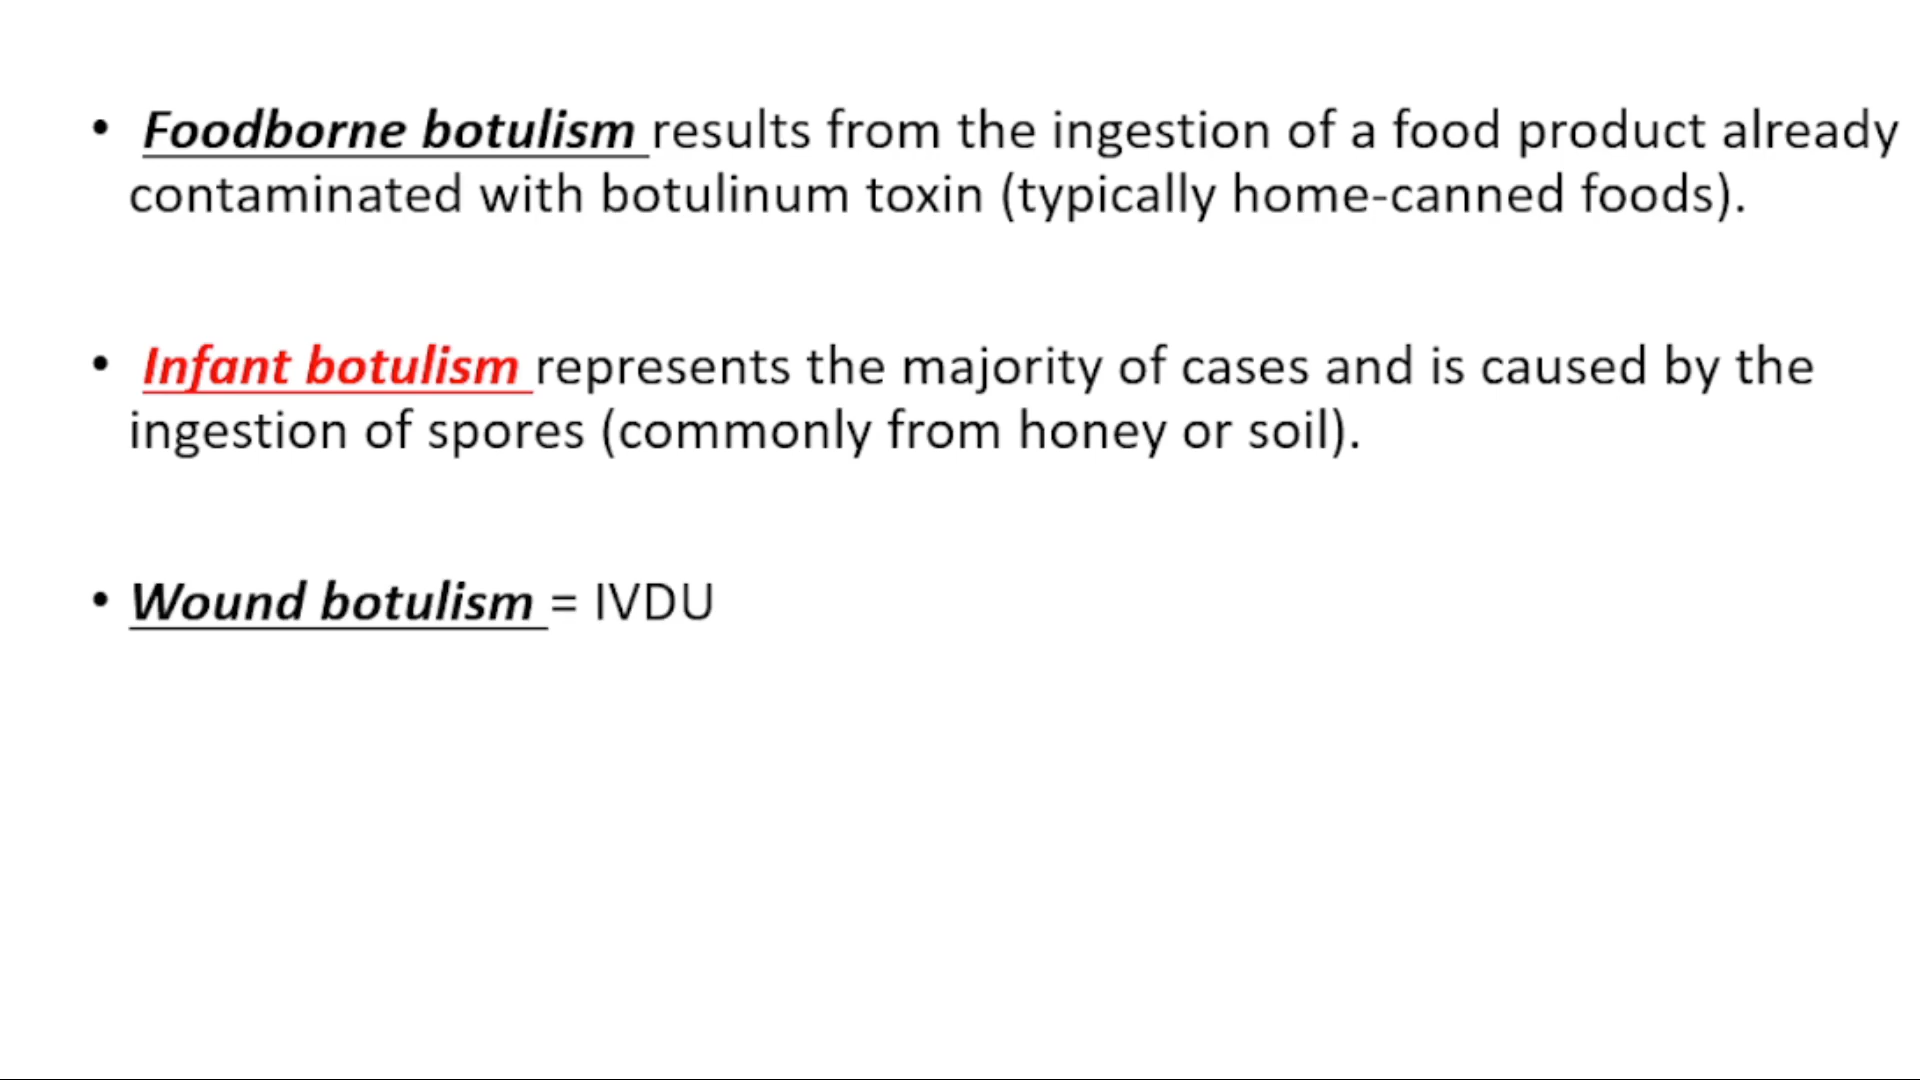 • Foodborne botulism results from the ingestion of a food product already
contaminated with botulinum toxin (typically home-canned foods).
• Infant botulism represents the majority of cases and is caused by the
ingestion of spores (commonly from honey or soil).
• Wound botulism = IVDU